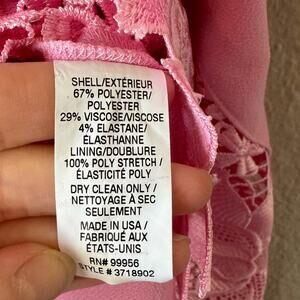 SHELL/EXTÉRIEUR
67% POLYESTER/
POLYESTER
29% VISCOSE/VISCOSE
4% ELASTANE/
ÉLASTHANNE
LINING/DOUBLURE
100% POLY STRETCH /
ÉLASTICITÉ POLY
DRY CLEAN ONLY /
NETTOYAGE À SEC
SEULEMENT
MADE IN USA /
FABRIQUÉ AUX
ÉTATS-UNIS
RN# 99956
STYLE # 3718902